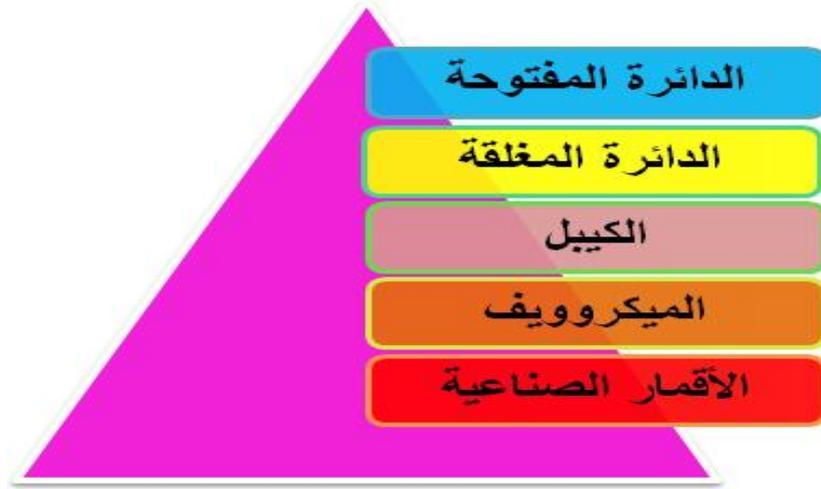 الدائرة المفتوحة
الدائرة المغلقة
الكيبل
الميكروويف
الأقمار الصناعية